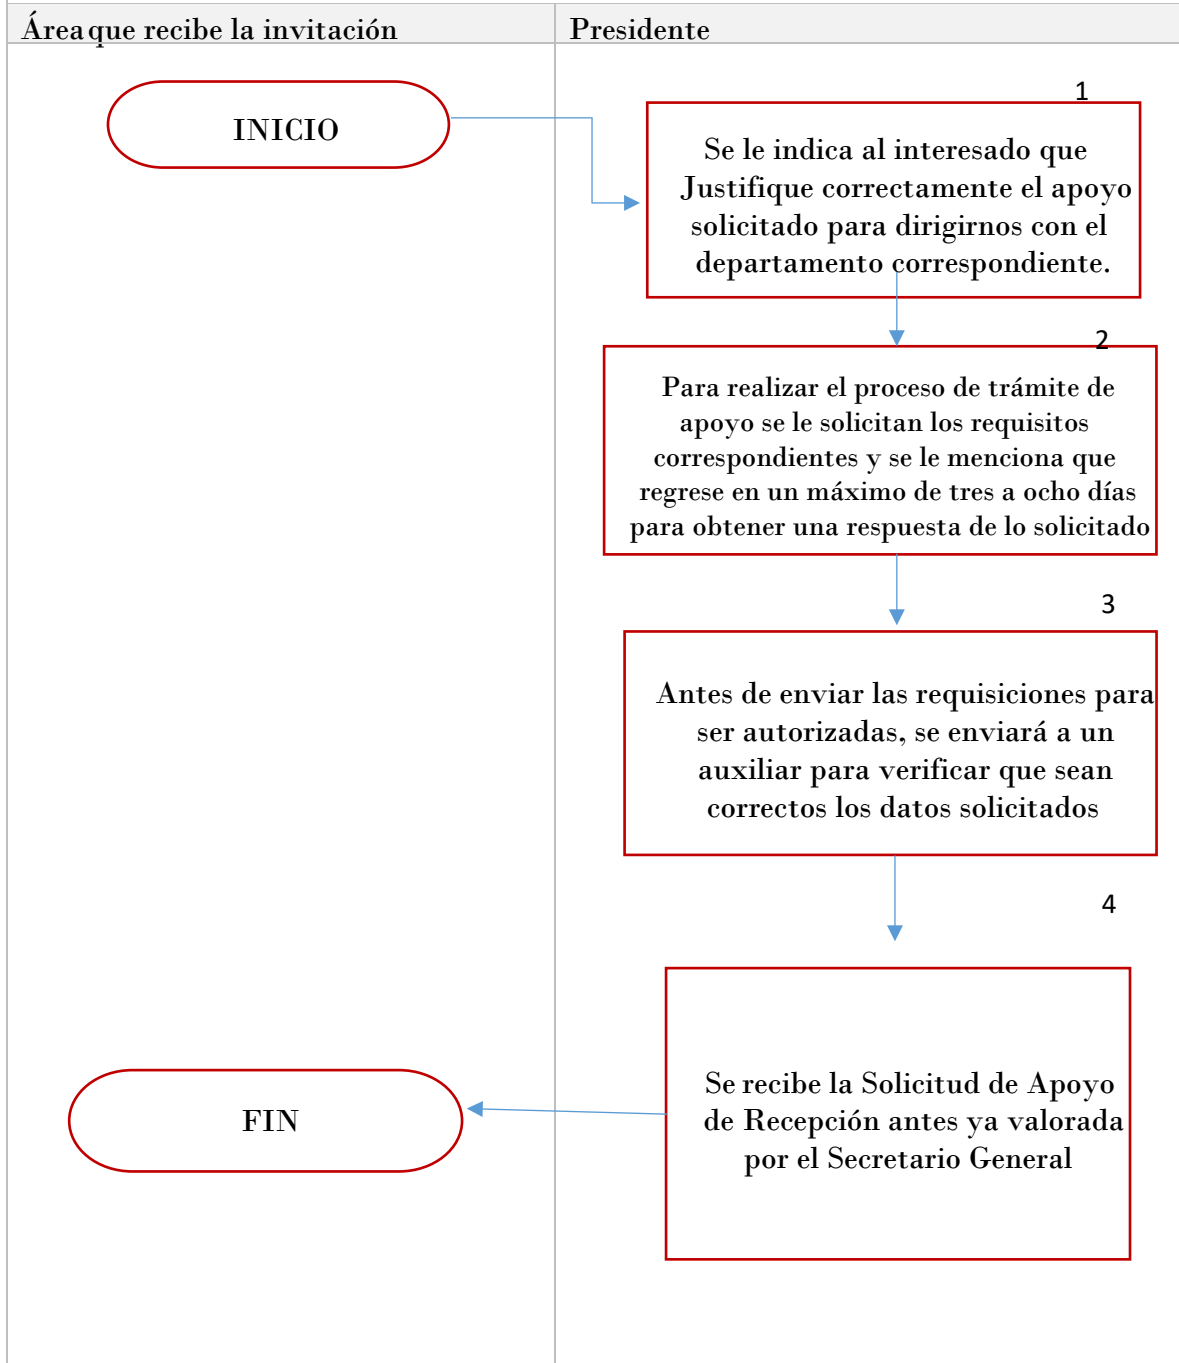 Área que recibe la invitación
Presidente
INICIO
1
Se le indica al interesado que
Justifique correctamente el apoyo
solicitado para dirigirnos con el
departamento correspondiente.
2
Para realizar el proceso de trámite de
apoyo se le solicitan los requisitos
correspondientes y se le menciona que
regrese en un máximo de tres a ocho días
para obtener una respuesta de lo solicitado
3
Antes de enviar las requisiciones para
ser autorizadas, se enviará a un
auxiliar para verificar que sean
correctos los datos solicitados
4
Se recibe la Solicitud de Apoyo
de Recepción antes ya valorada
por el Secretario General
FIN